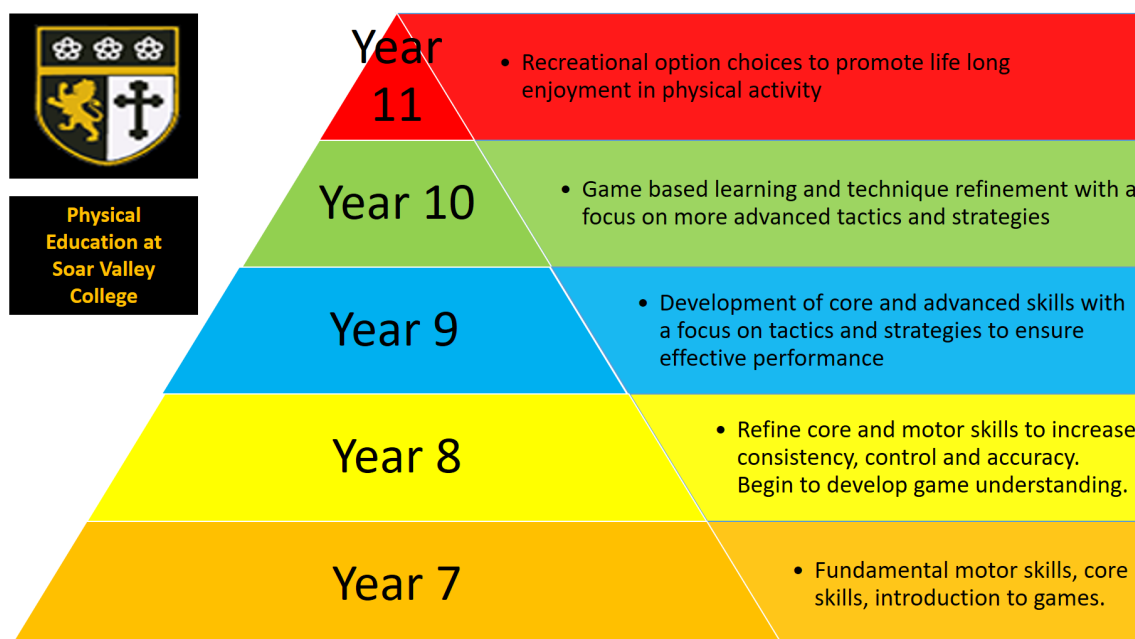 Physical
Education at
Soar Valley
College
Year
11
• Recreational option choices to promote life long
enjoyment in physical activity
Year 10
• Game based learning and technique refinement with a
focus on more advanced tactics and strategies
Year 9
• Development of core and advanced skills with
a focus on tactics and strategies to ensure
effective performance
Year 8
• Refine core and motor skills to increase
consistency, control and accuracy.
Begin to develop game understanding.
Year 7
• Fundamental motor skills, core
skills, introduction to games.